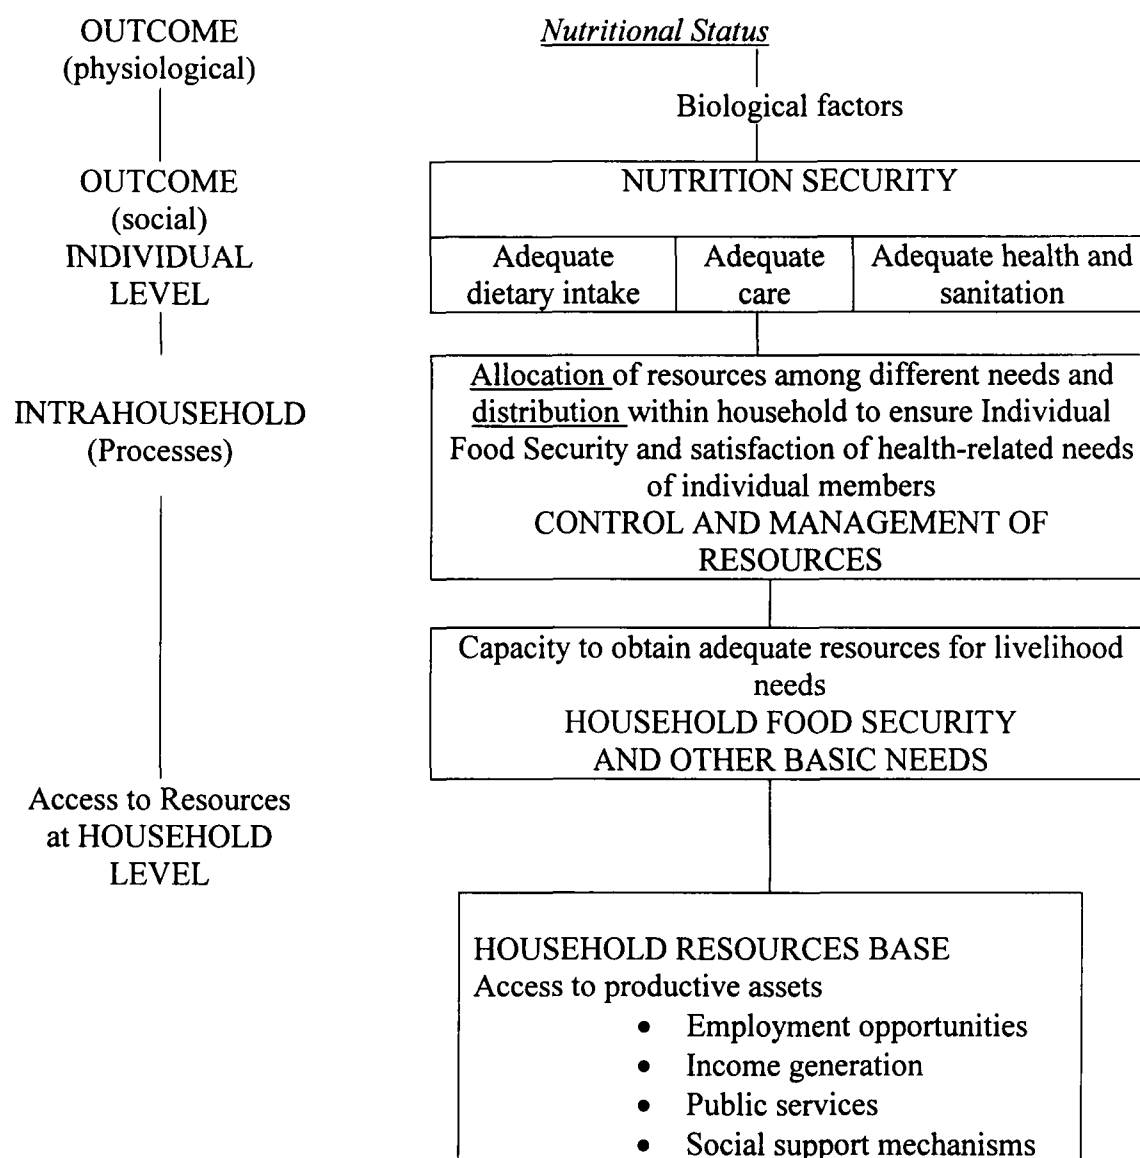 OUTCOME
(physiological)
Nutritional Status
Biological factors
OUTCOME
(social)
INDIVIDUAL
LEVEL
NUTRITION SECURITY
Adequate
dietary intake
Adequate
care
Adequate health and
sanitation
INTRAHOUSEHOLD
(Processes)
Allocation of resources among different needs and
distribution within household to ensure Individual
Food Security and satisfaction of health-related needs
of individual members
CONTROL AND MANAGEMENT OF
RESOURCES
Capacity to obtain adequate resources for livelihood
needs
HOUSEHOLD FOOD SECURITY
AND OTHER BASIC NEEDS
Access to Resources
at HOUSEHOLD
LEVEL
HOUSEHOLD RESOURCES BASE
Access to productive assets
• Employment opportunities
• Income generation
• Public services
• Social support mechanisms